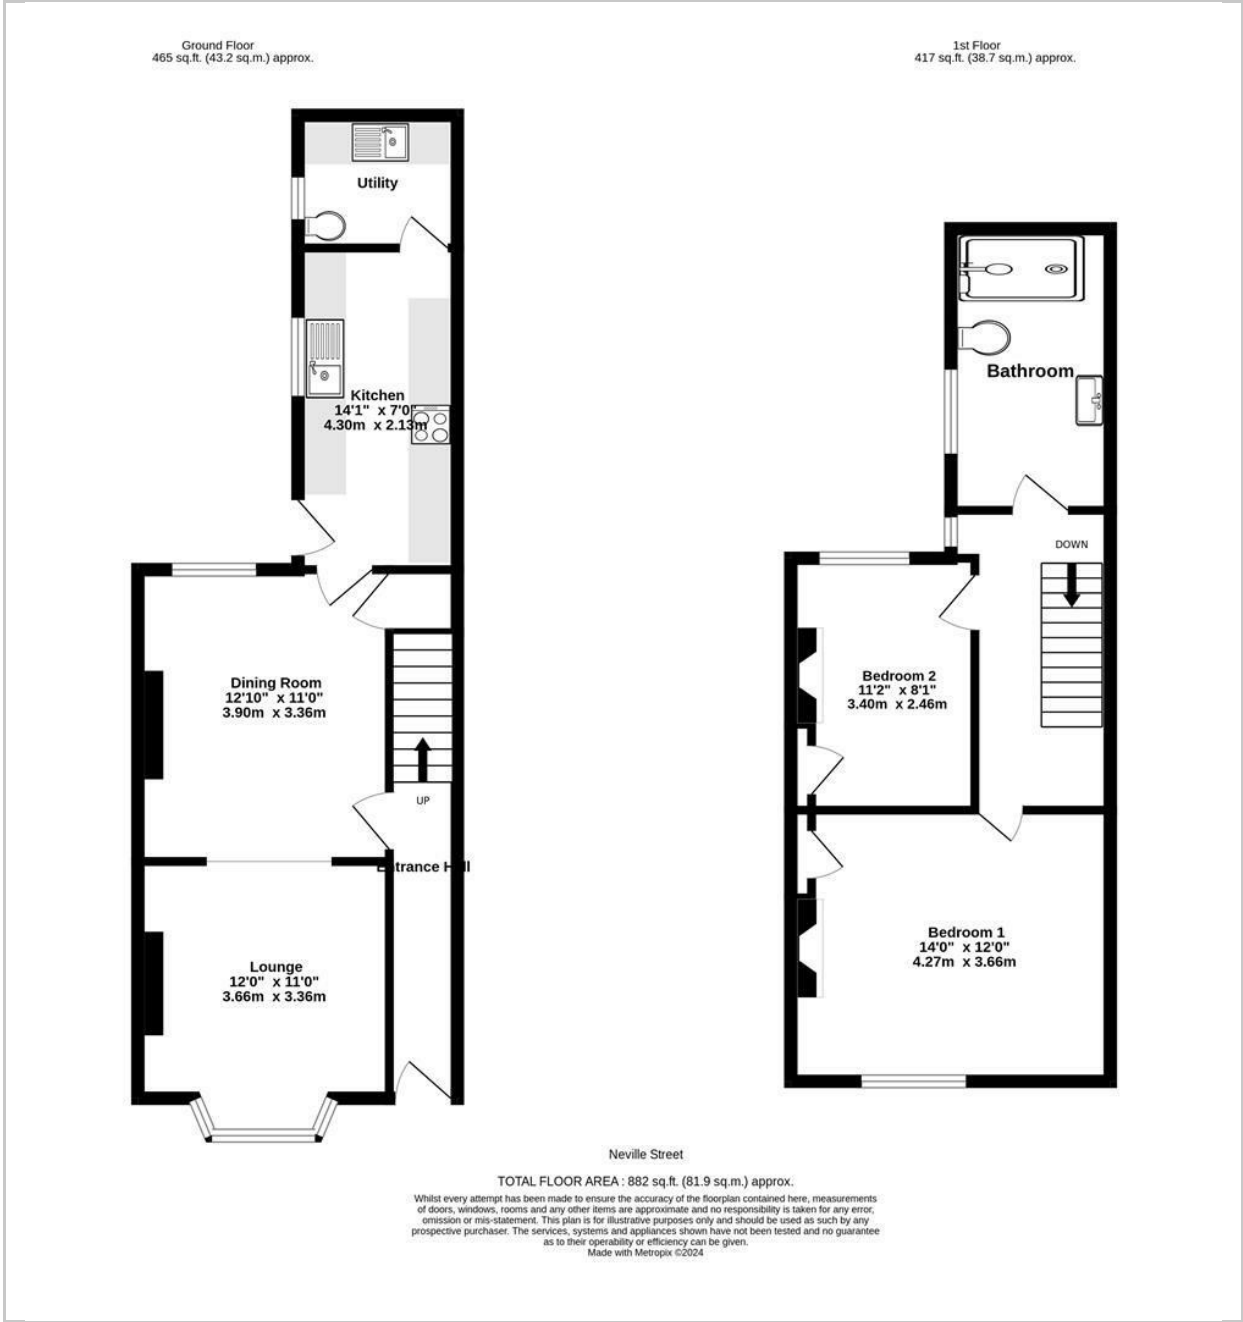 Ground Floor
465 sq.ft. (43.2 sq.m.) approx.
1st Floor
417 sq.ft. (38.7 sq.m.) approx.
Utility
Kitchen
14'1" x 7'0"
4.30m x 2.13m
Dining Room
12'10" x 11'0"
3.90m x 3.36m
UP
Entrance Hall
Lounge
12'0" x 11'0"
3.66m x 3.36m
Bathroom
DOWN
Bedroom 2
11'2" x 8'1"
3.40m x 2.46m
Bedroom 1
14'0" x 12'0"
4.27m x 3.66m
Neville Street
TOTAL FLOOR AREA : 882 sq.ft. (81.9 sq.m.) approx.
Whilst every attempt has been made to ensure the accuracy of the floorplan contained here, measurements
of doors, windows, rooms and any other items are approximate and no responsibility is taken for any error,
omission or mis-statement. This plan is for illustrative purposes only and should be used as such by any
prospective purchaser. The services, systems and appliances shown have not been tested and no guarantee
as to their operability or efficiency can be given.
Made with Metropix ©2024